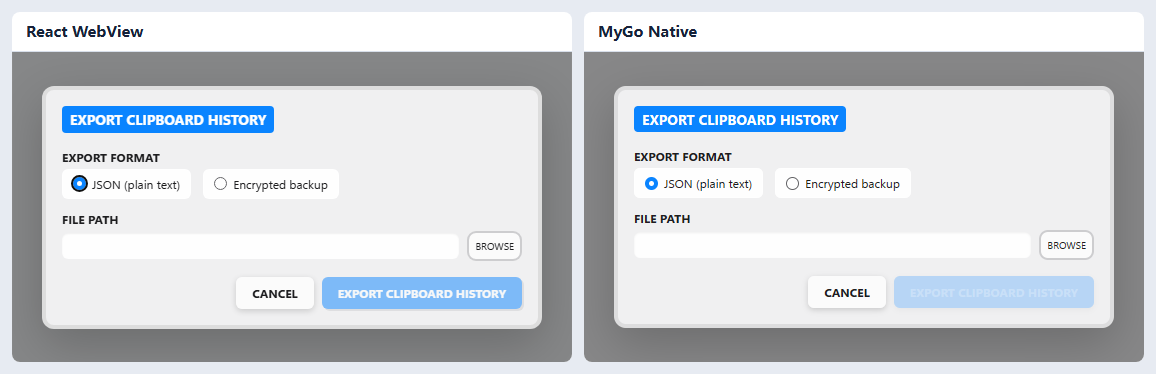 React WebView
EXPORT CLIPBOARD HISTORY
EXPORT FORMAT
JSON (plain text) Encrypted backup
FILE PATH
BROWSE
CANCEL EXPORT CLIPBOARD HISTORY
MyGo Native
EXPORT CLIPBOARD HISTORY
EXPORT FORMAT
JSON (plain text) Encrypted backup
FILE PATH
BROWSE
CANCEL EXPORT CLIPBOARD HISTORY